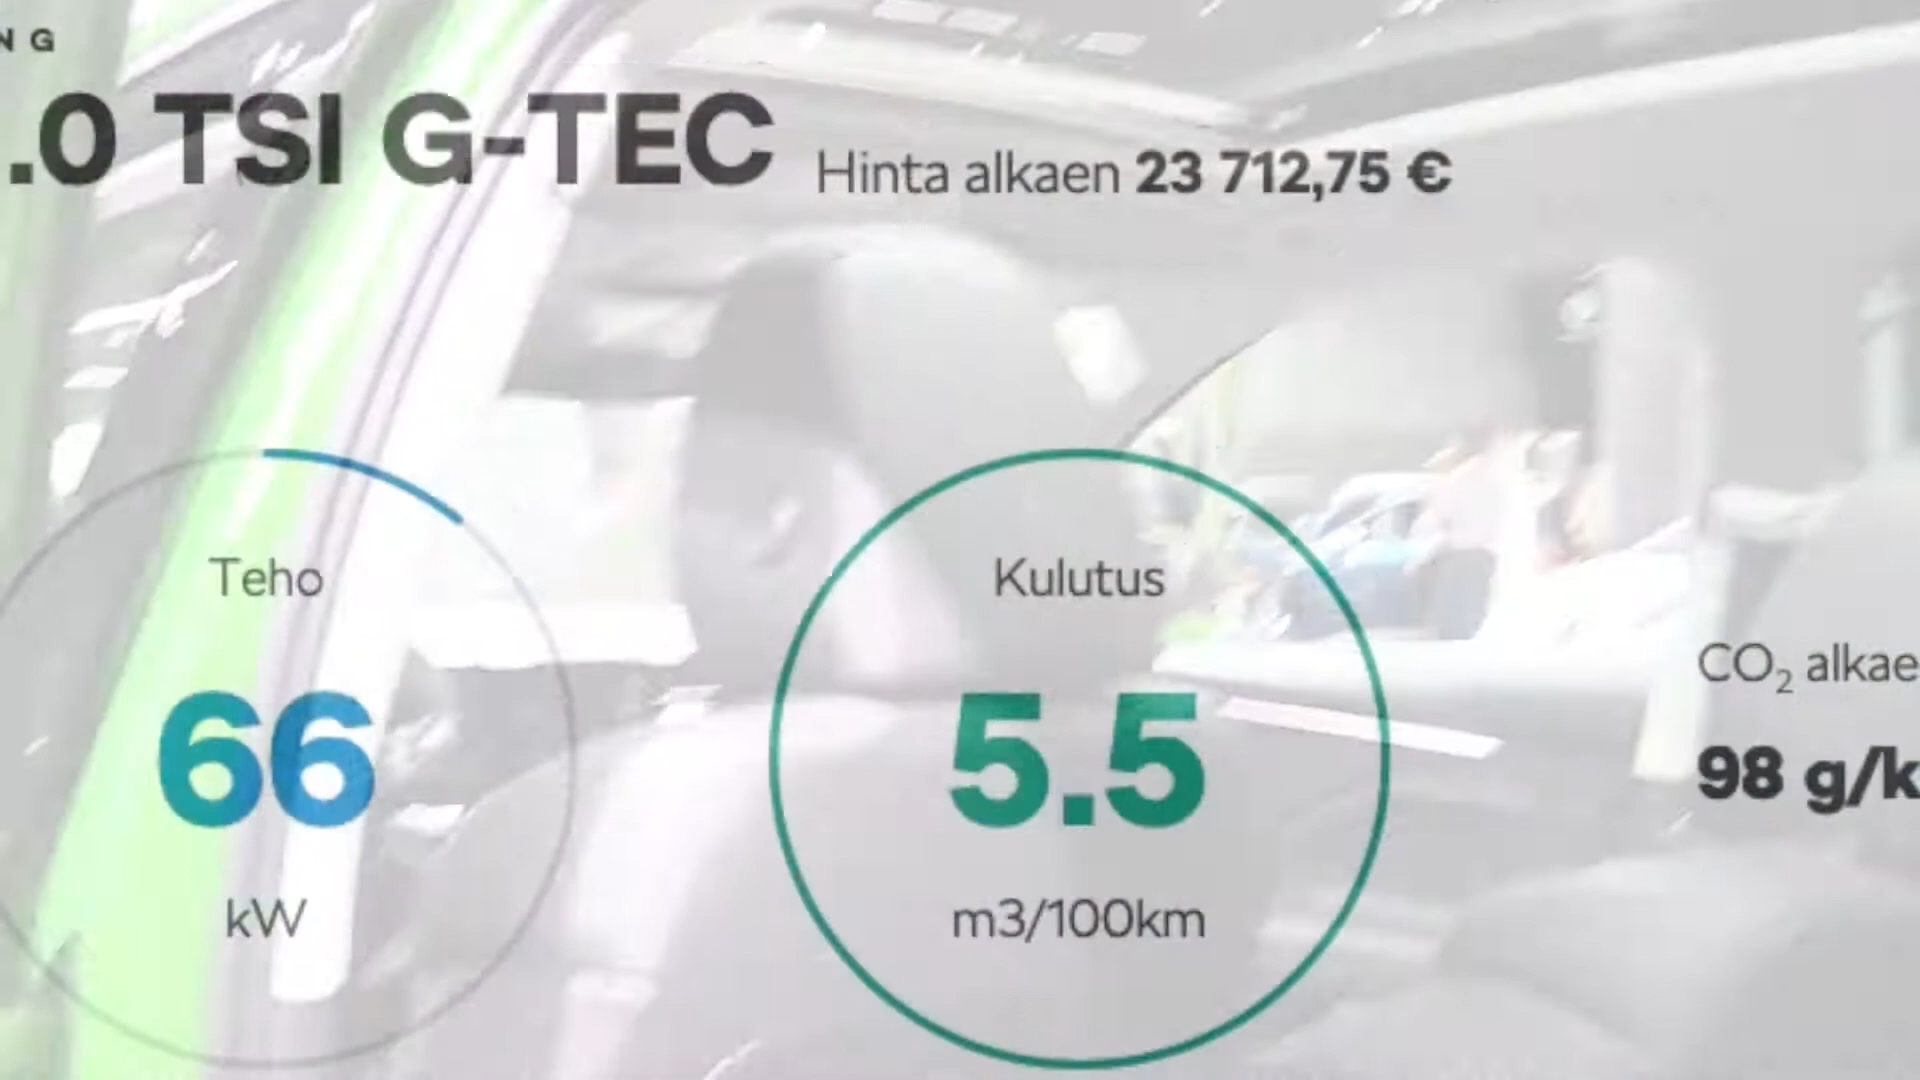 NG
.0 TSI G-TEC
Hinta alkaen 23 712,75 €
Teho
66
kW
Kulutus
5.5
m3/100km
CO₂ alkae
98 g/k